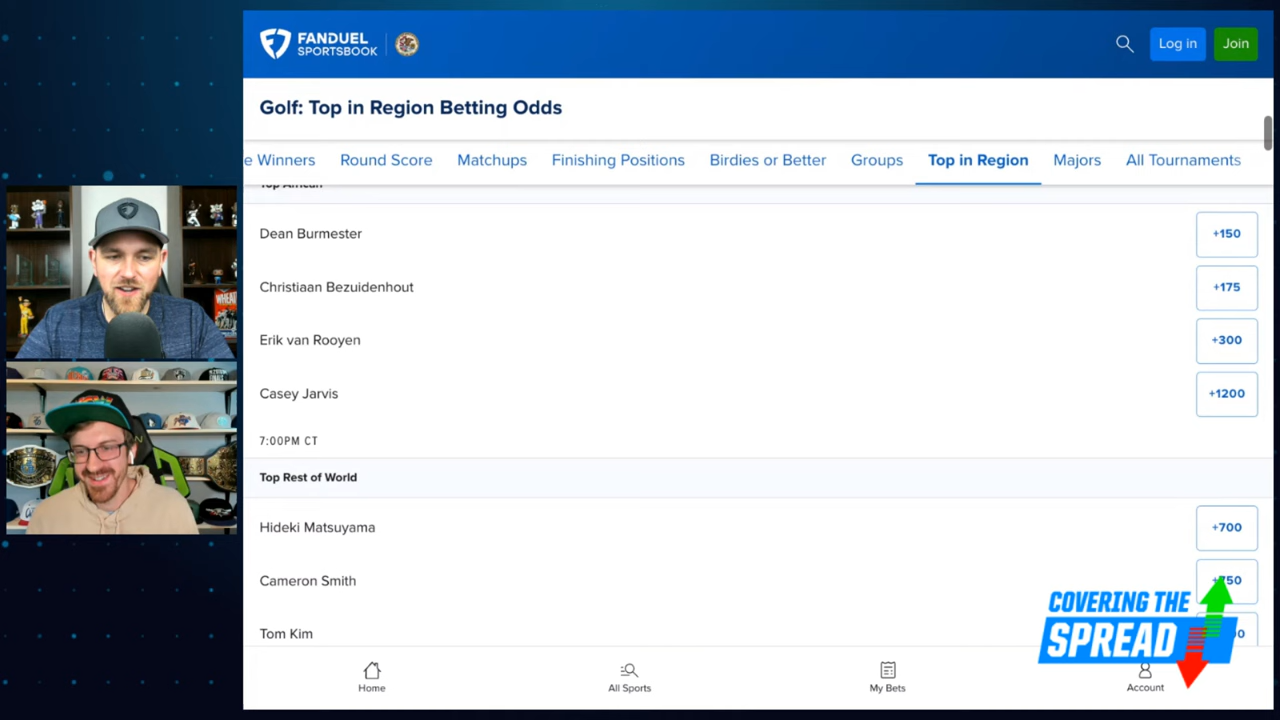 FANDUEL
SPORTSBOOK
Log in
Join
Golf: Top in Region Betting Odds
e Winners
Round Score
Matchups
Finishing Positions
Birdies or Better
Groups
Top in Region
Majors
All Tournaments
Top African
Dean Burmester
+150
Christiaan Bezuidenhout
+175
Erik van Rooyen
+300
Casey Jarvis
+1200
7:00PM CT
Top Rest of World
Hideki Matsuyama
+700
Cameron Smith
Tom Kim
COVERING THE
SPREAD
Home
All Sports
My Bets
Account
WHEATIES